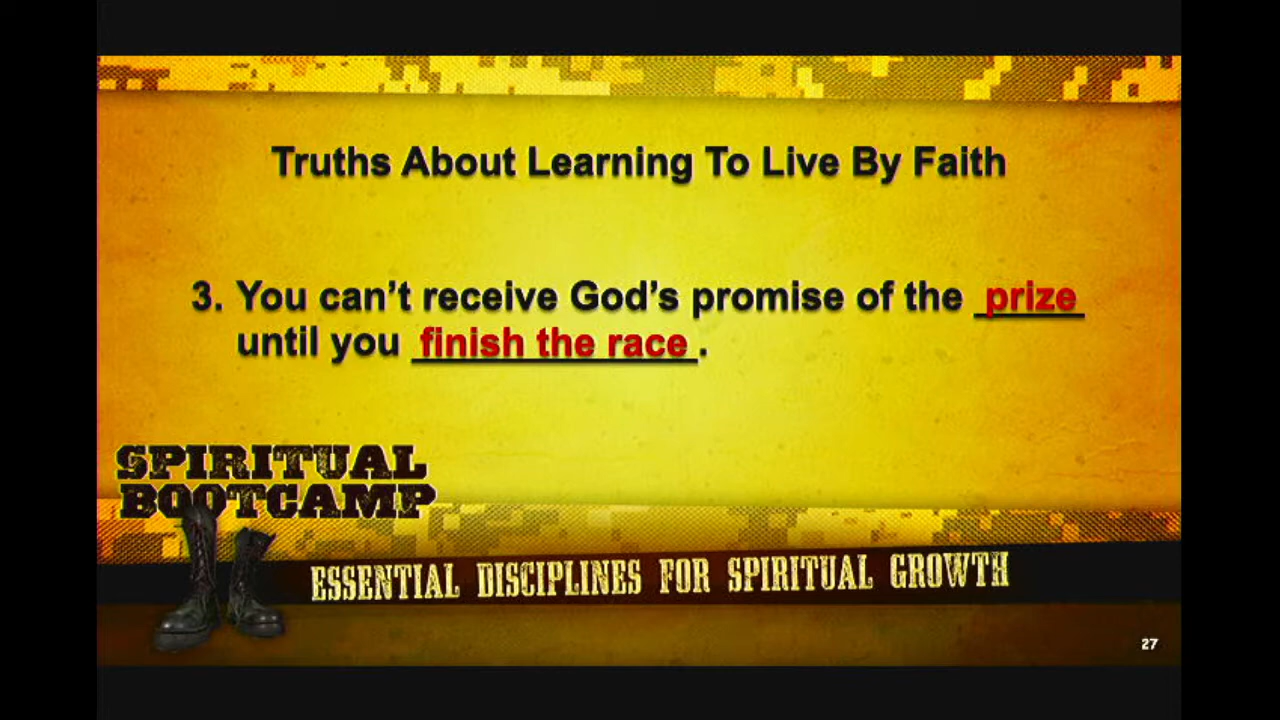 Truths About Learning To Live By Faith
3. You can't receive God's promise of the prize
until you finish the race.
SPIRITUAL
BOOTCAMP
ESSENTIAL DISCIPLINES FOR SPIRITUAL GROWTH
27